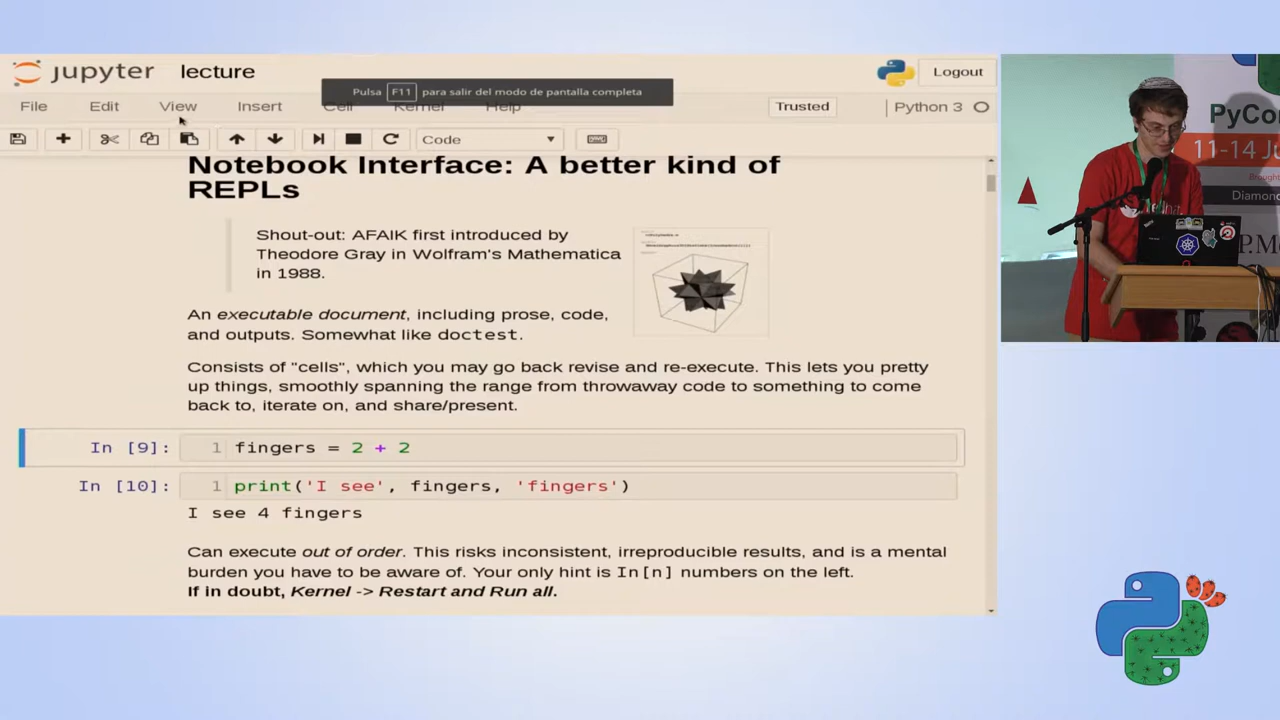 jupyter lecture
Logout
Pulsa F11 para salir del modo de pantalla completa
File Edit View Insert Cell Kernel Help Trusted Python 3
Code
Notebook Interface: A better kind of
REPLs
Shout-out: AFAIK first introduced by
Theodore Gray in Wolfram's Mathematica
in 1988.
An executable document, including prose, code,
and outputs. Somewhat like doctest.
Consists of "cells", which you may go back revise and re-execute. This lets you pretty
up things, smoothly spanning the range from throwaway code to something to come
back to, iterate on, and share/present.
In [9]: 1 fingers = 2 + 2
In [10]: 1 print('I see', fingers, 'fingers')
I see 4 fingers
Can execute out of order. This risks inconsistent, irreproducible results, and is a mental
burden you have to be aware of. Your only hint is In[n] numbers on the left.
If in doubt, Kernel -> Restart and Run all.
PyCon
11-14 Ju
Brought
Diamond
P.M